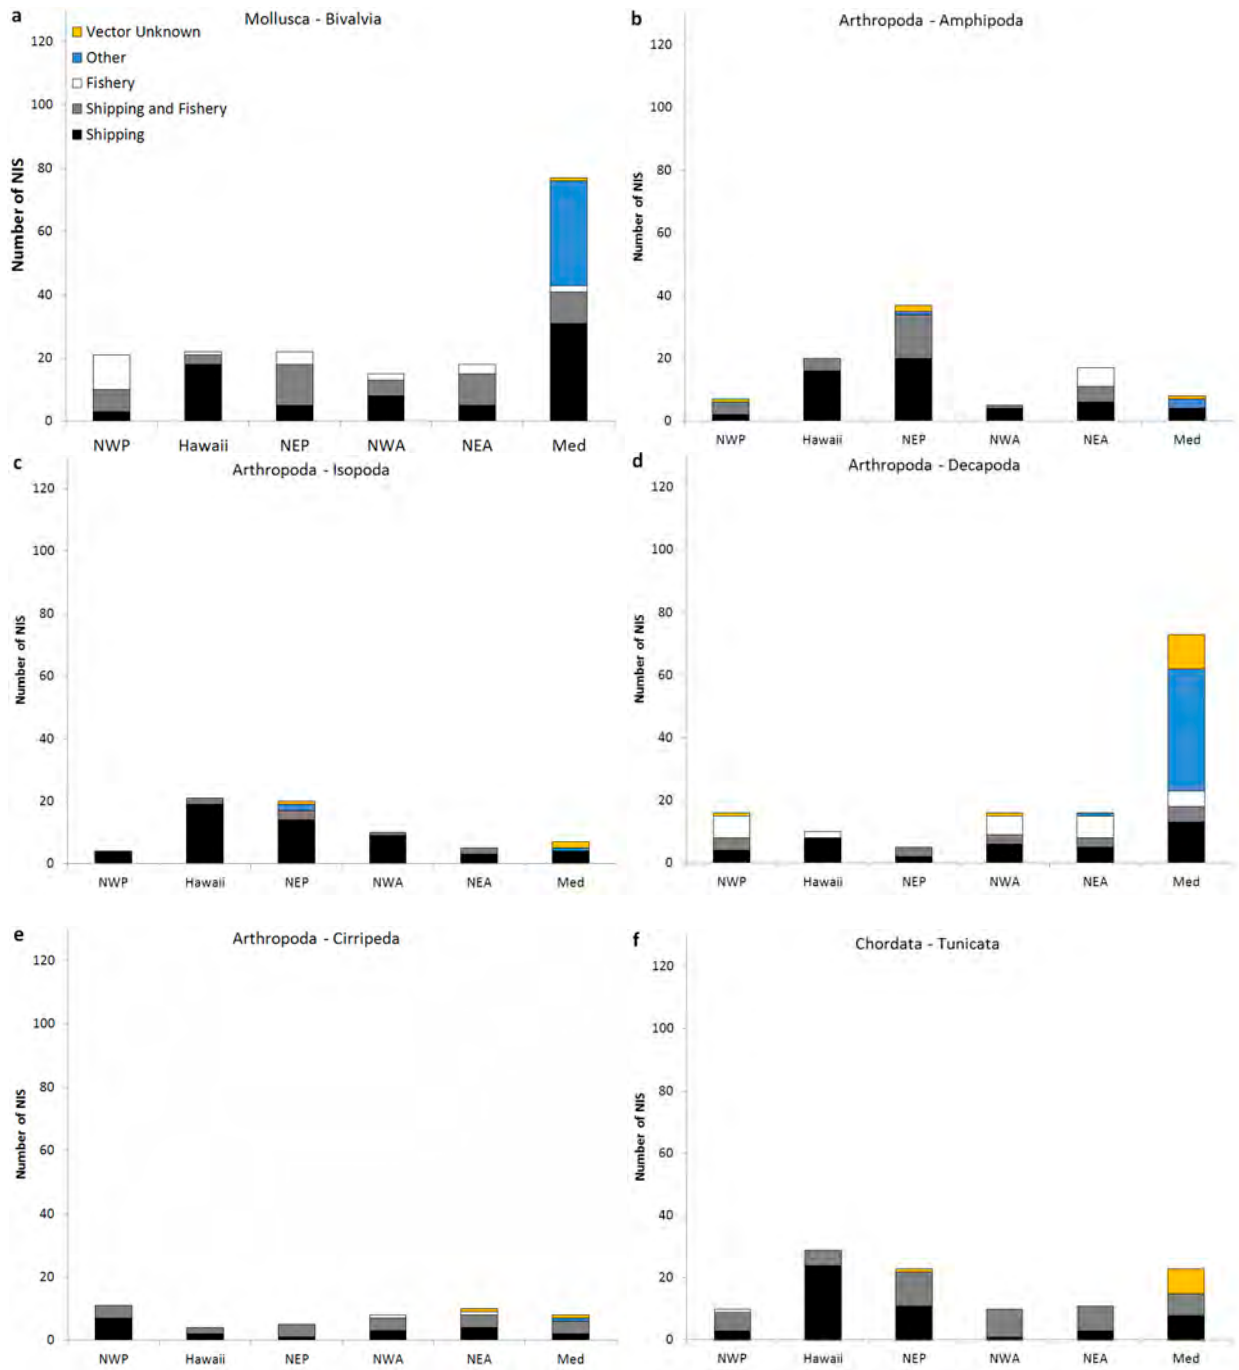 a
Mollusca - Bivalvia
Vector Unknown
Other
Fishery
Shipping and Fishery
Shipping
Number of NIS
120
100
80
60
40
20
0
NWP Hawaii NEP NWA NEA Med
b
Arthropoda - Amphipoda
Number of NIS
120
100
80
60
40
20
0
NWP Hawaii NEP NWA NEA Med
c
Arthropoda - Isopoda
Number of NIS
120
100
80
60
40
20
0
NWP Hawaii NEP NWA NEA Med
d
Arthropoda - Decapoda
Number of NIS
120
100
80
60
40
20
0
NWP Hawaii NEP NWA NEA Med
e
Arthropoda - Cirripeda
Number of NIS
120
100
80
60
40
20
0
NWP Hawaii NEP NWA NEA Med
f
Chordata - Tunicata
Number of NIS
120
100
80
60
40
20
0
NWP Hawaii NEP NWA NEA Med